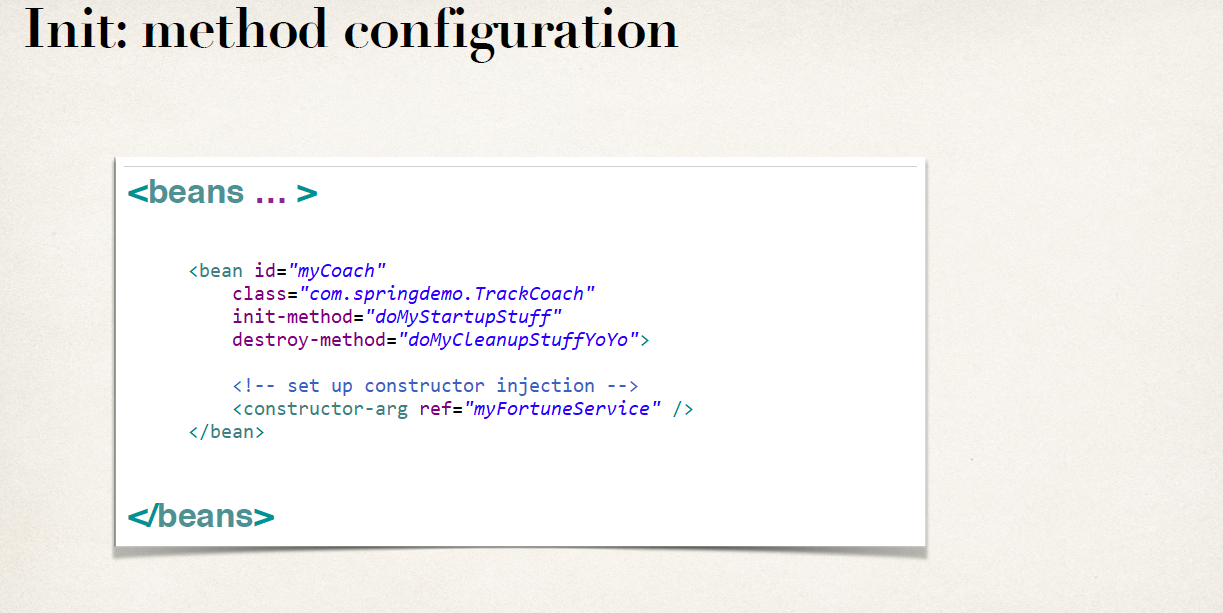 Init: method configuration
<beans … >
<bean id="myCoach"
class="com.springdemo.TrackCoach"
init-method="doMyStartupStuff"
destroy-method="doMyCleanupStuffYoYo">
<!-- set up constructor injection -->
<constructor-arg ref="myFortuneService" />
</bean>
</beans>